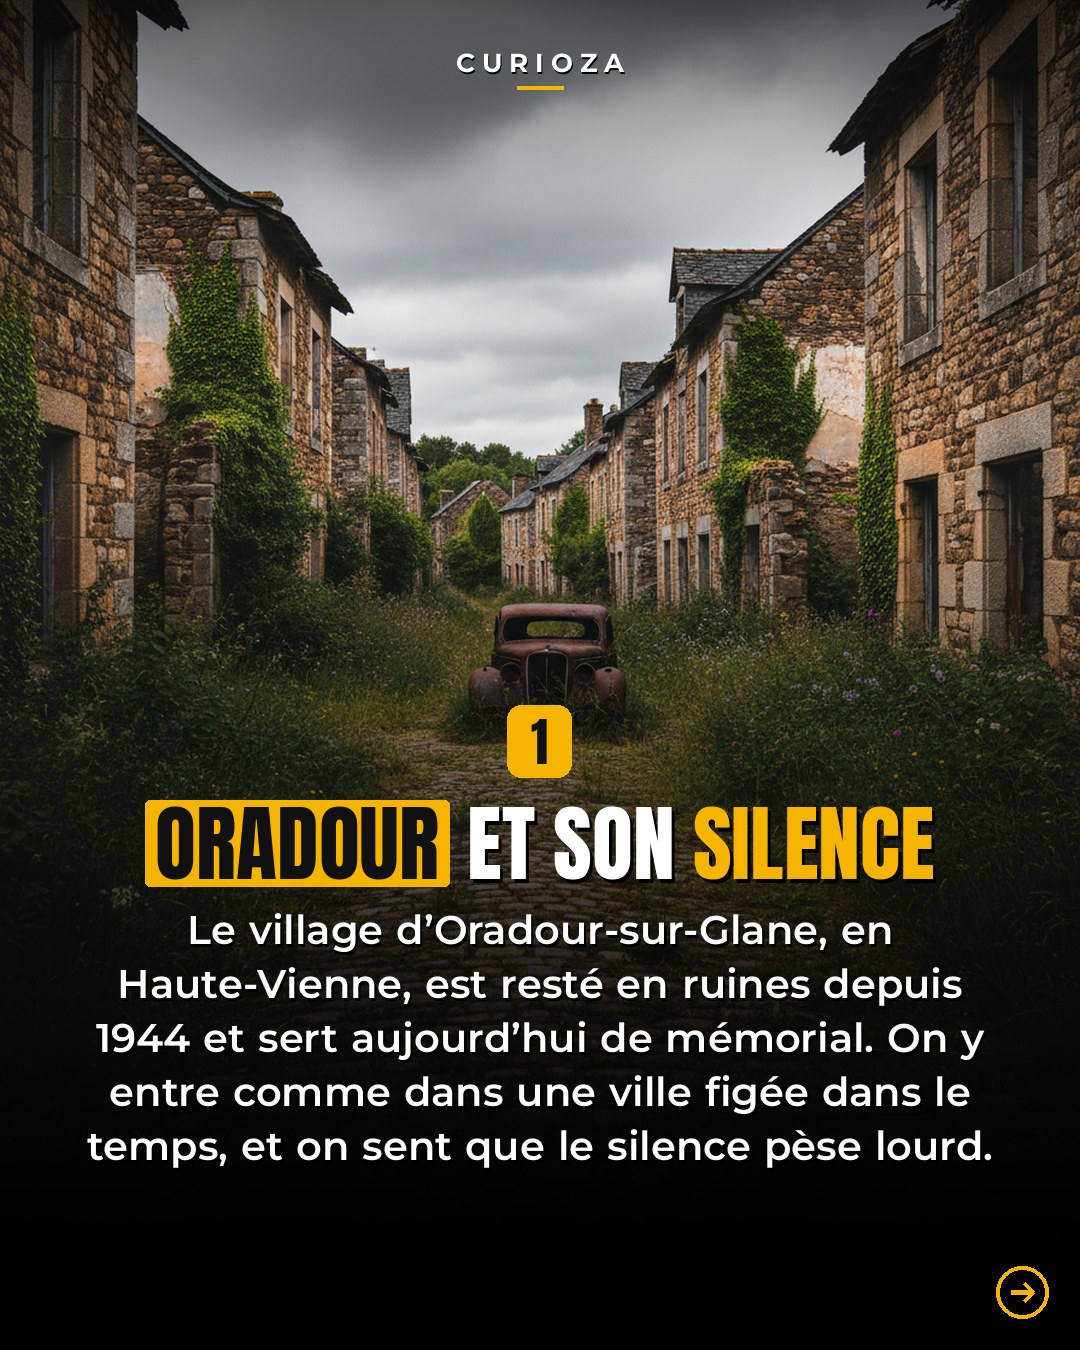 CURIOZA
1
ORADOUR ET SON SILENCE
Le village d’Oradour-sur-Glane, en
Haute-Vienne, est resté en ruines depuis
1944 et sert aujourd’hui de mémorial. On y
entre comme dans une ville figée dans le
temps, et on sent que le silence pèse lourd.